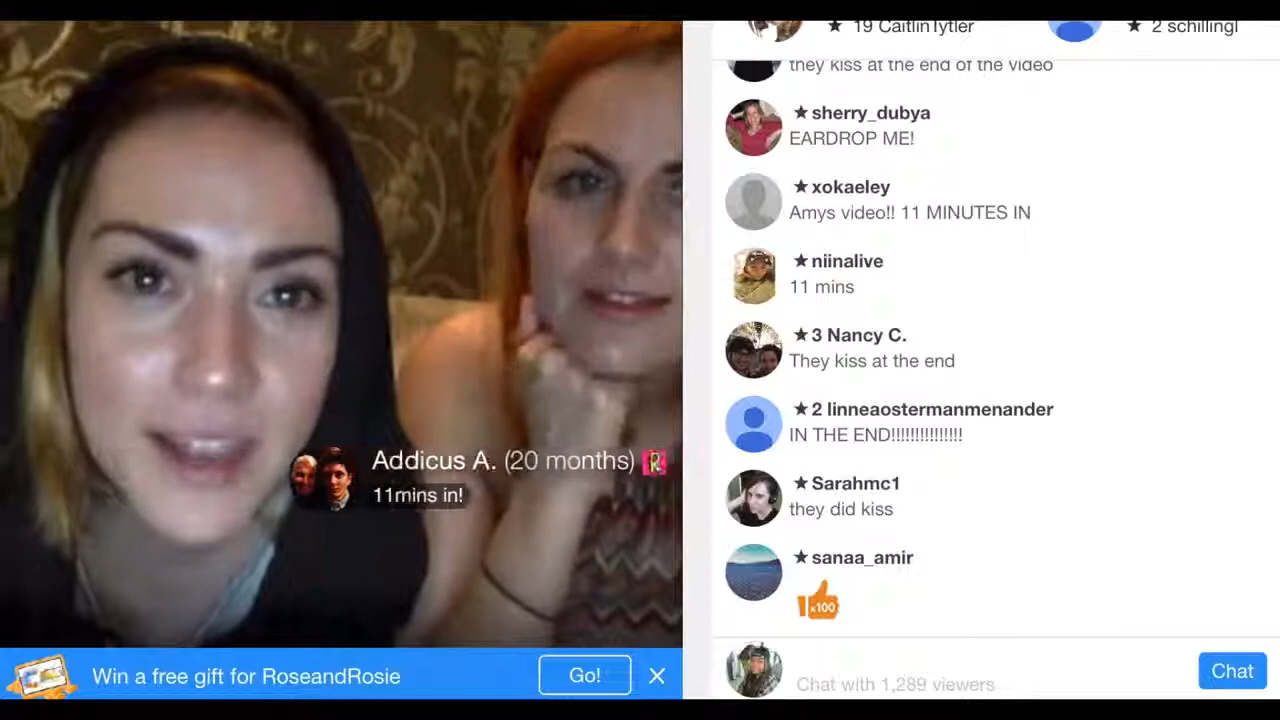 ★ 19 CaitlinTytler
★ 2 schillingl
they kiss at the end of the video
★ sherry_dubya
EARDROP ME!
★ xokaeley
Amys video!! 11 MINUTES IN
★ niinalive
11 mins
★3 Nancy C.
They kiss at the end
★2 linneaostermanmenander
IN THE END!!!!!!!!!!!!!!!
★ Sarahmc1
they did kiss
★ sanaa_amir
x100
Chat with 1,289 viewers
Chat
Addicus A. (20 months) R
11mins in!
Win a free gift for RoseandRosie
Go!